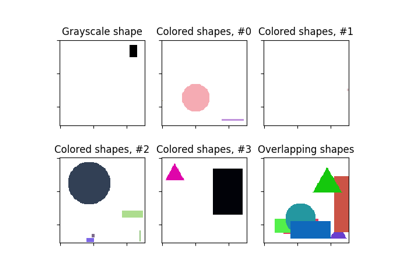 Grayscale shape
Colored shapes, #0
Colored shapes, #1
Colored shapes, #2
Colored shapes, #3
Overlapping shapes